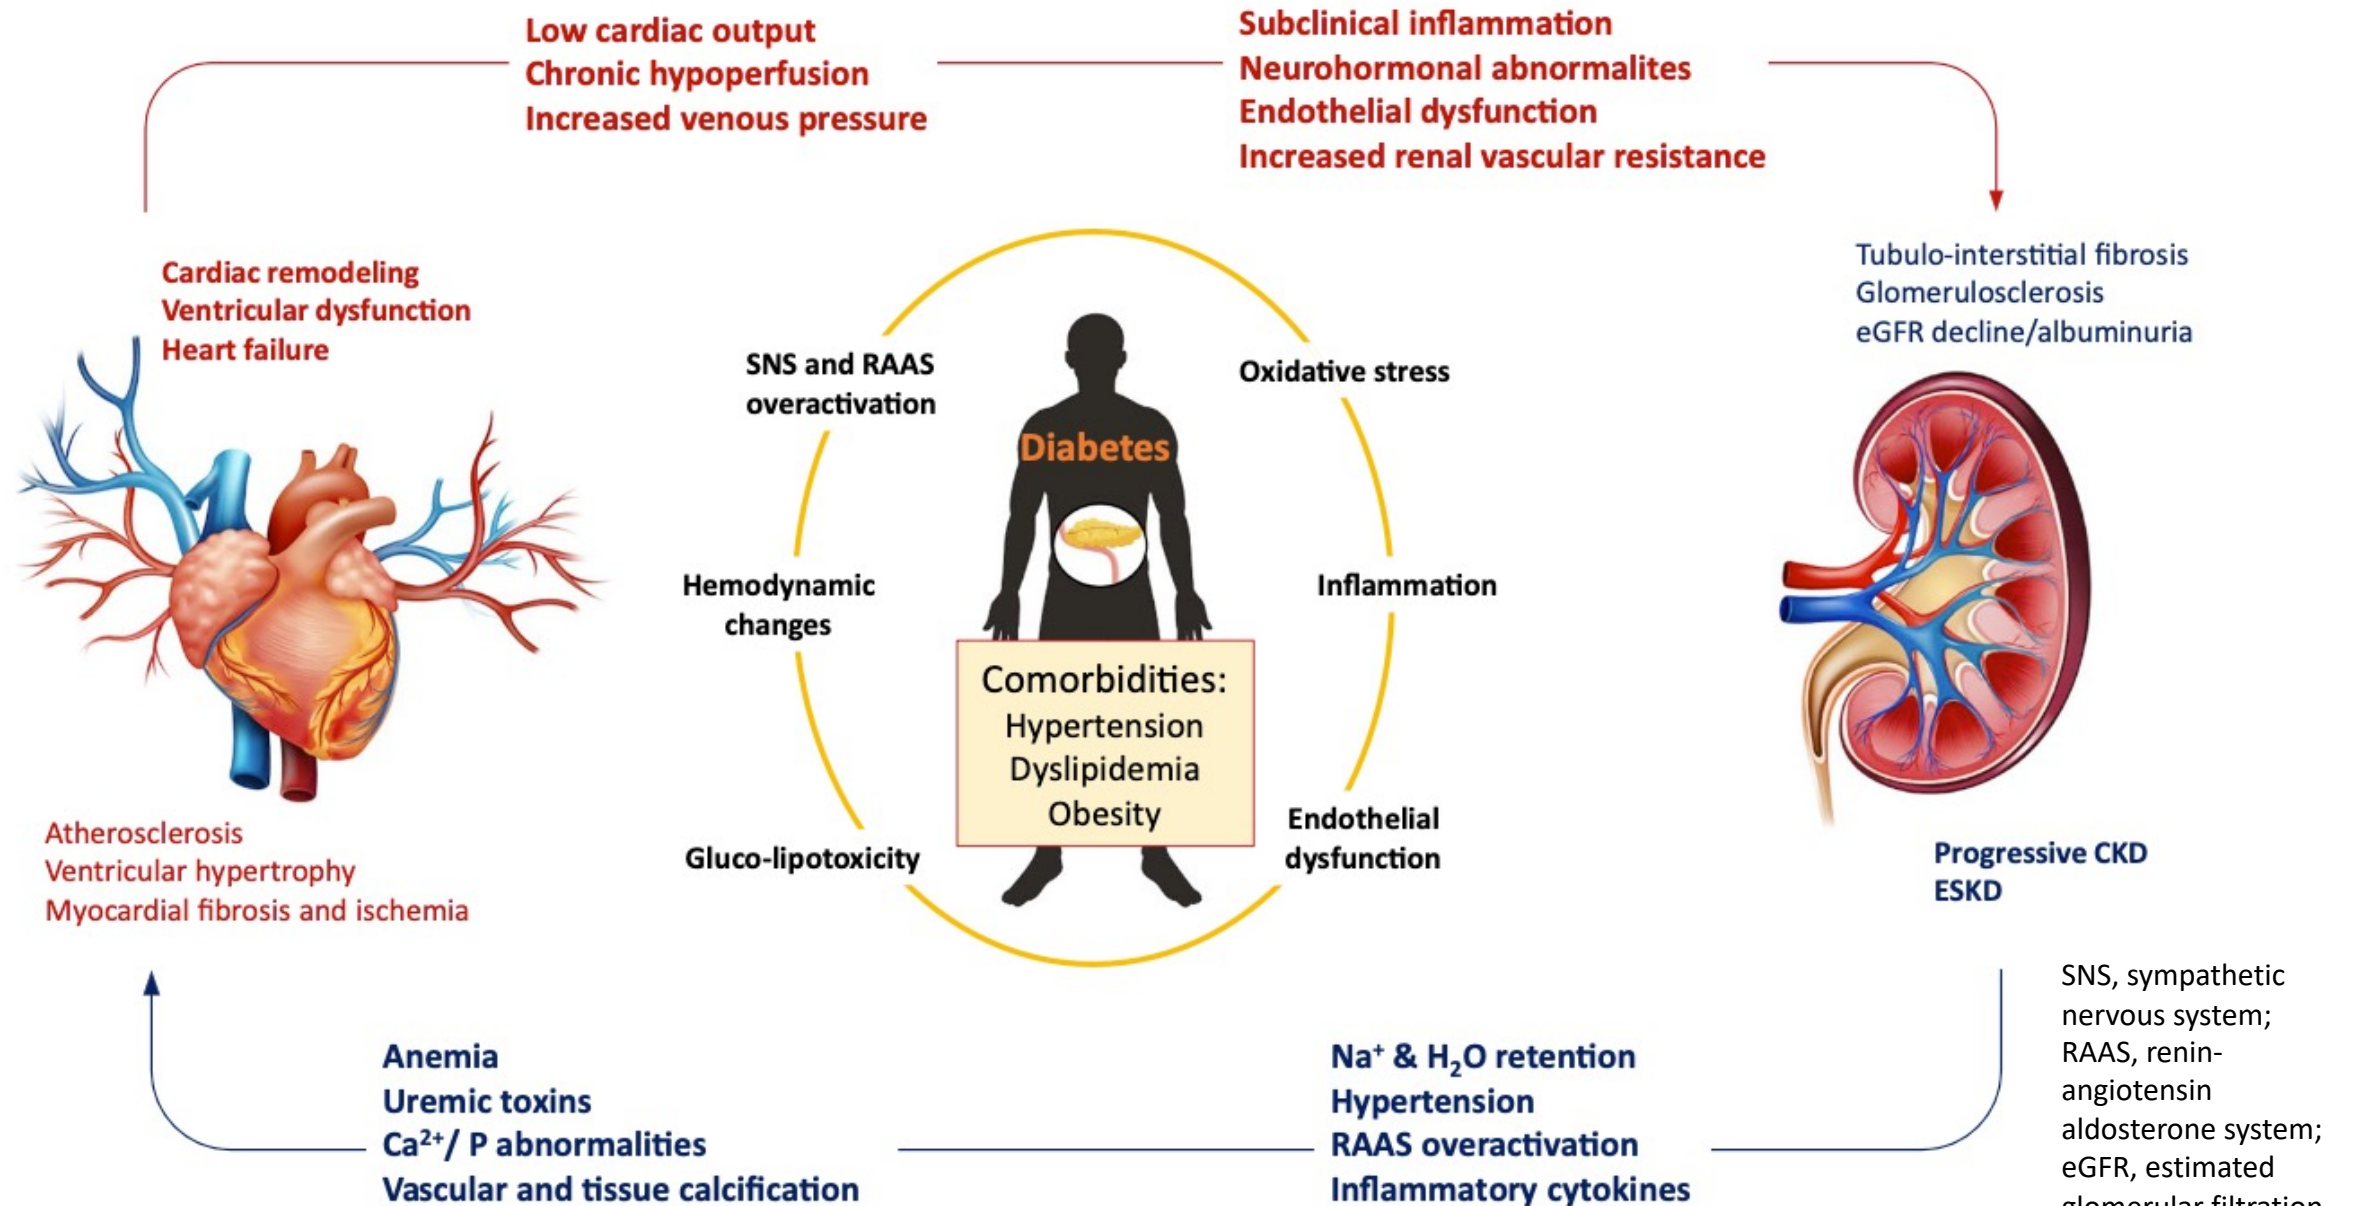 Low cardiac output
Chronic hypoperfusion
Increased venous pressure
Subclinical inflammation
Neurohormonal abnormalites
Endothelial dysfunction
Increased renal vascular resistance
Cardiac remodeling
Ventricular dysfunction
Heart failure
Tubulo-interstitial fibrosis
Glomerulosclerosis
eGFR decline/albuminuria
SNS and RAAS
overactivation
Oxidative stress
Diabetes
Hemodynamic
changes
Inflammation
Comorbidities:
Hypertension
Dyslipidemia
Obesity
Gluco-lipotoxicity
Endothelial
dysfunction
Atherosclerosis
Ventricular hypertrophy
Myocardial fibrosis and ischemia
Progressive CKD
ESKD
Anemia
Uremic toxins
Ca²⁺/ P abnormalities
Vascular and tissue calcification
Na⁺ & H₂O retention
Hypertension
RAAS overactivation
Inflammatory cytokines
SNS, sympathetic
nervous system;
RAAS, renin-
angiotensin
aldosterone system;
eGFR, estimated
glomerular filtration